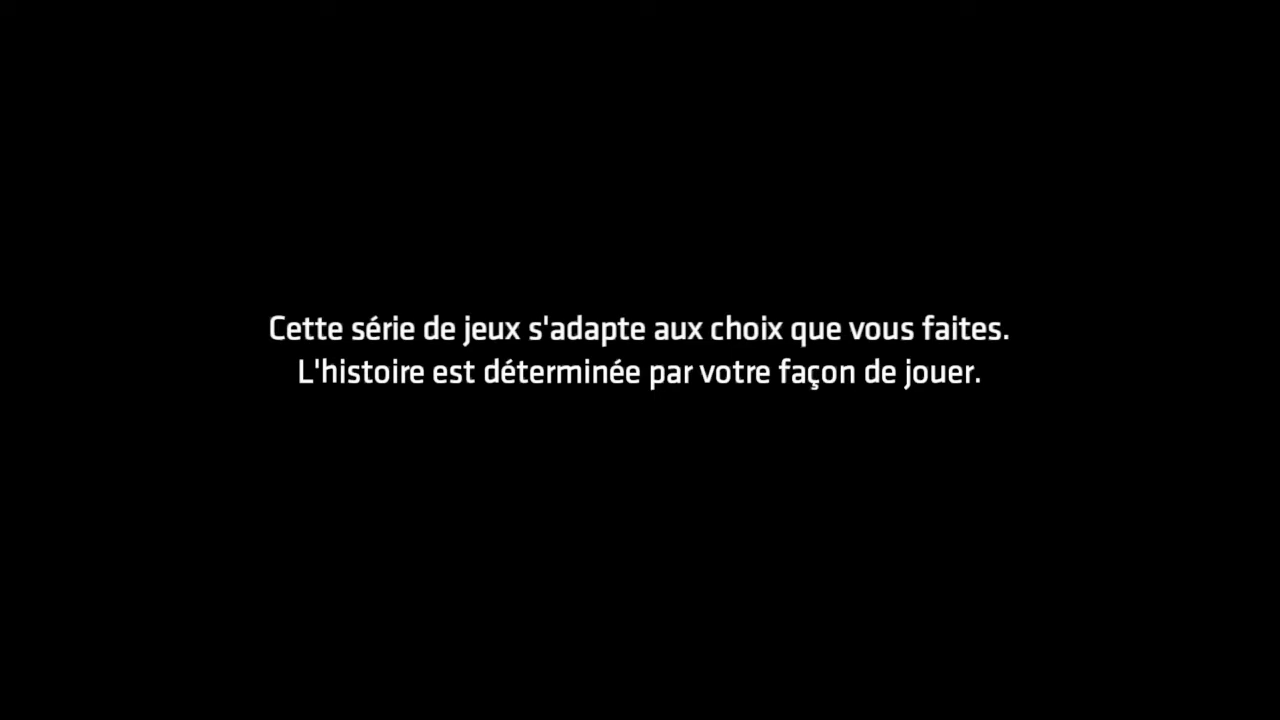 Cette série de jeux s'adapte aux choix que vous faites.
L'histoire est déterminée par votre façon de jouer.